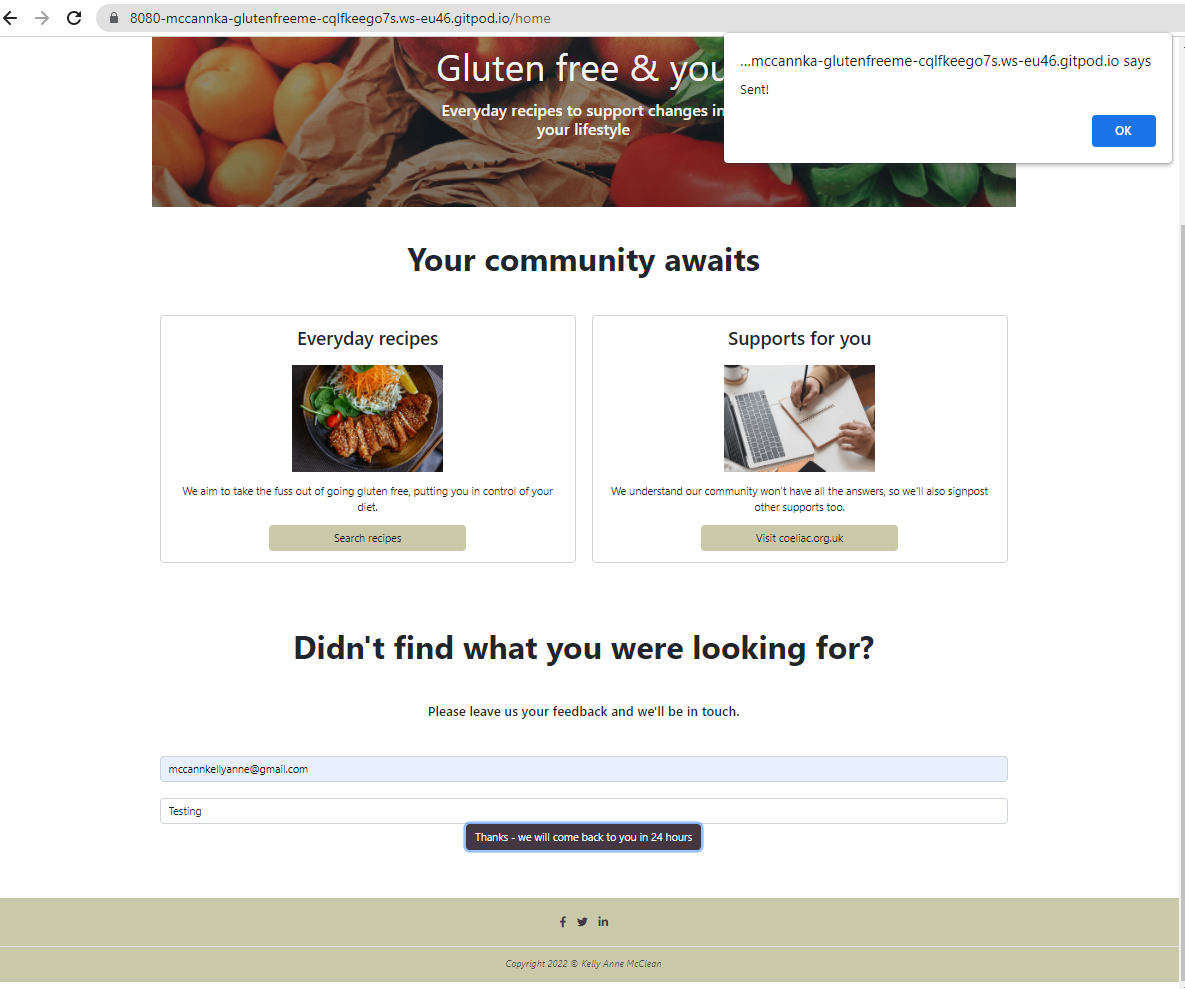 8080-mccannka-glutenfreeme-cqlfkeego7s.ws-eu46.gitpod.io/home
...mccannka-glutenfreeme-cqlfkeego7s.ws-eu46.gitpod.io says
Sent!
OK
Gluten free & you
Everyday recipes to support changes in
your lifestyle
Your community awaits
Everyday recipes
We aim to take the fuss out of going gluten free, putting you in control of your
diet.
Search recipes
Supports for you
We understand our community won't have all the answers, so we'll also signpost
other supports too.
Visit coeliac.org.uk
Didn't find what you were looking for?
Please leave us your feedback and we'll be in touch.
mccannkellyanne@gmail.com
Testing
Thanks - we will come back to you in 24 hours
Copyright 2022 © Kelly Anne McClean